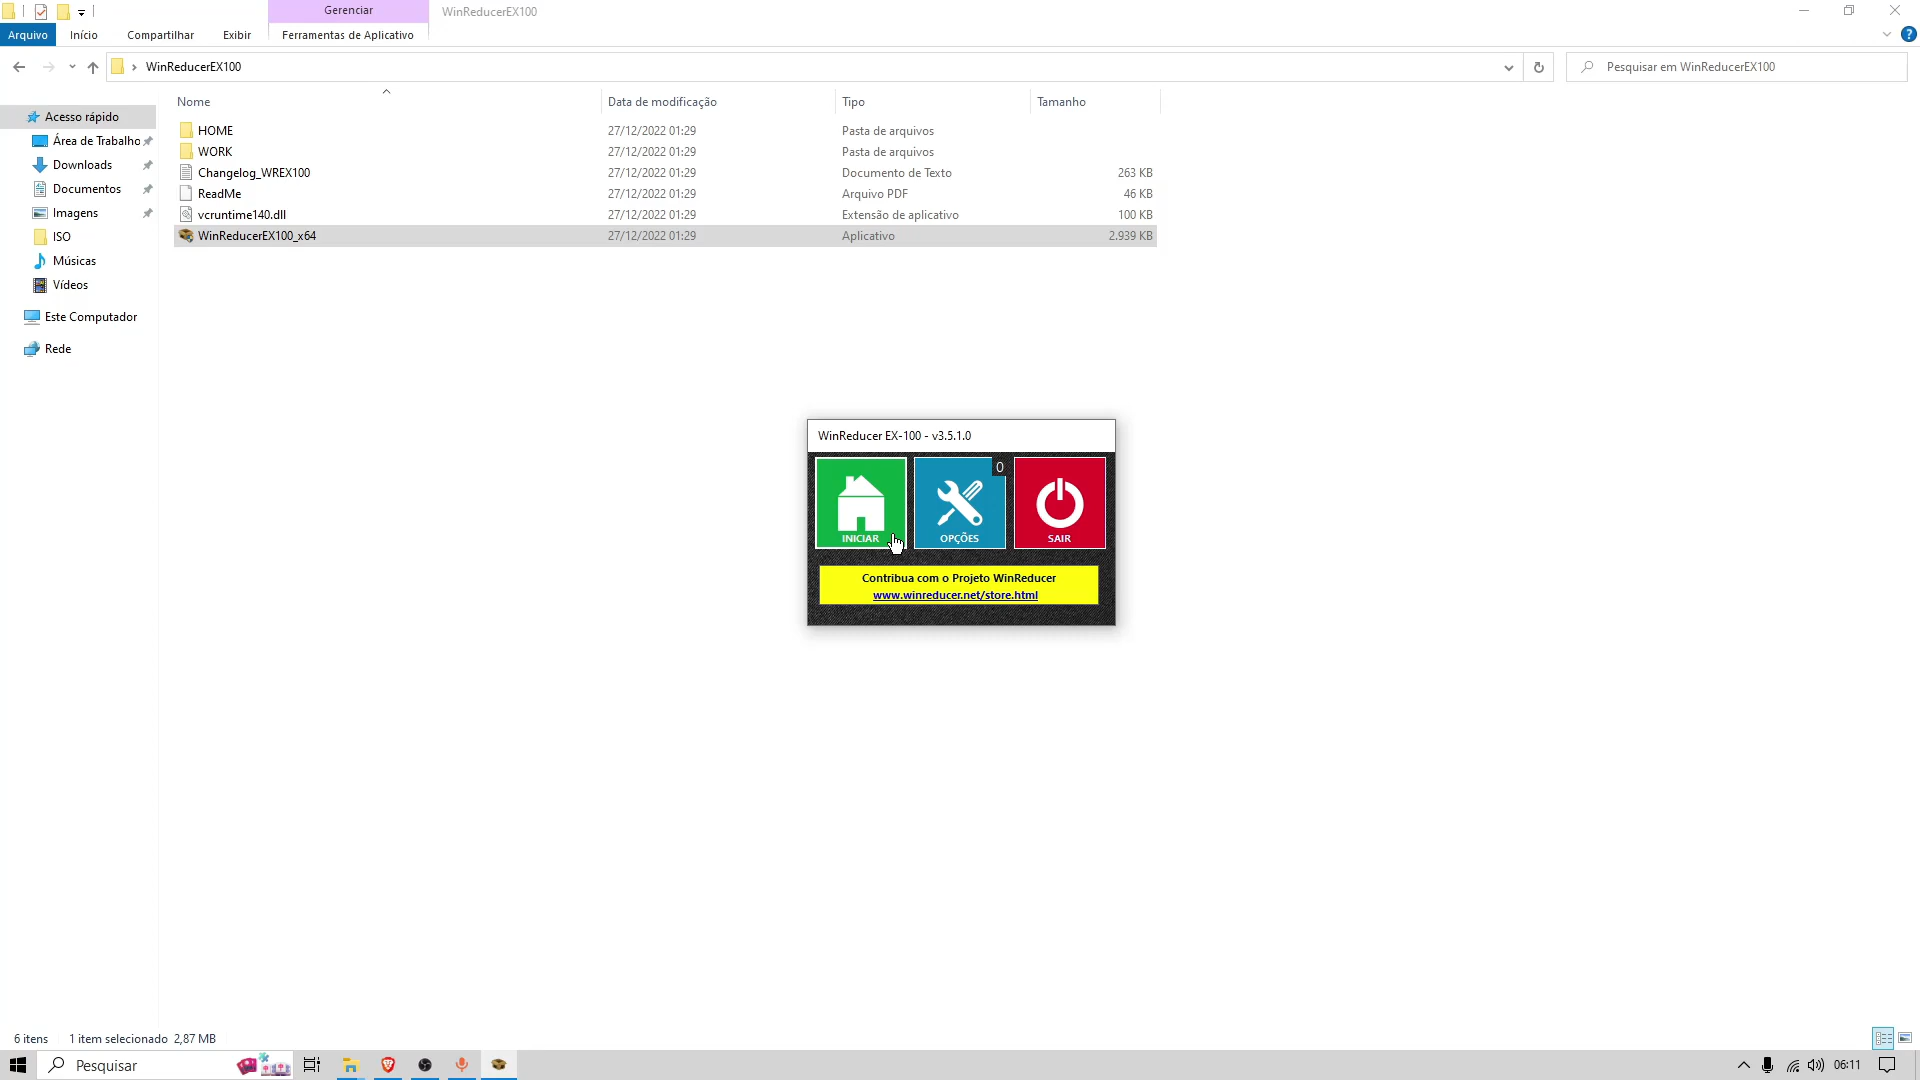 Gerenciar
WinReducerEX100
Arquivo
Início
Compartilhar
Exibir
Ferramentas de Aplicativo
WinReducerEX100
Pesquisar em WinReducerEX100
Nome
Data de modificação
Tipo
Tamanho
Acesso rápido
Área de Trabalho
Downloads
Documentos
Imagens
ISO
Músicas
Vídeos
Este Computador
Rede
HOME 27/12/2022 01:29 Pasta de arquivos
WORK 27/12/2022 01:29 Pasta de arquivos
Changelog_WREX100 27/12/2022 01:29 Documento de Texto 263 KB
ReadMe 27/12/2022 01:29 Arquivo PDF 46 KB
vcruntime140.dll 27/12/2022 01:29 Extensão de aplicativo 100 KB
WinReducerEX100_x64 27/12/2022 01:29 Aplicativo 2.939 KB
WinReducer EX-100 - v3.5.1.0
0
INICIAR
OPÇÕES
SAIR
Contribua com o Projeto WinReducer
www.winreducer.net/store.html
6 itens
1 item selecionado 2,87 MB
Pesquisar
06:11